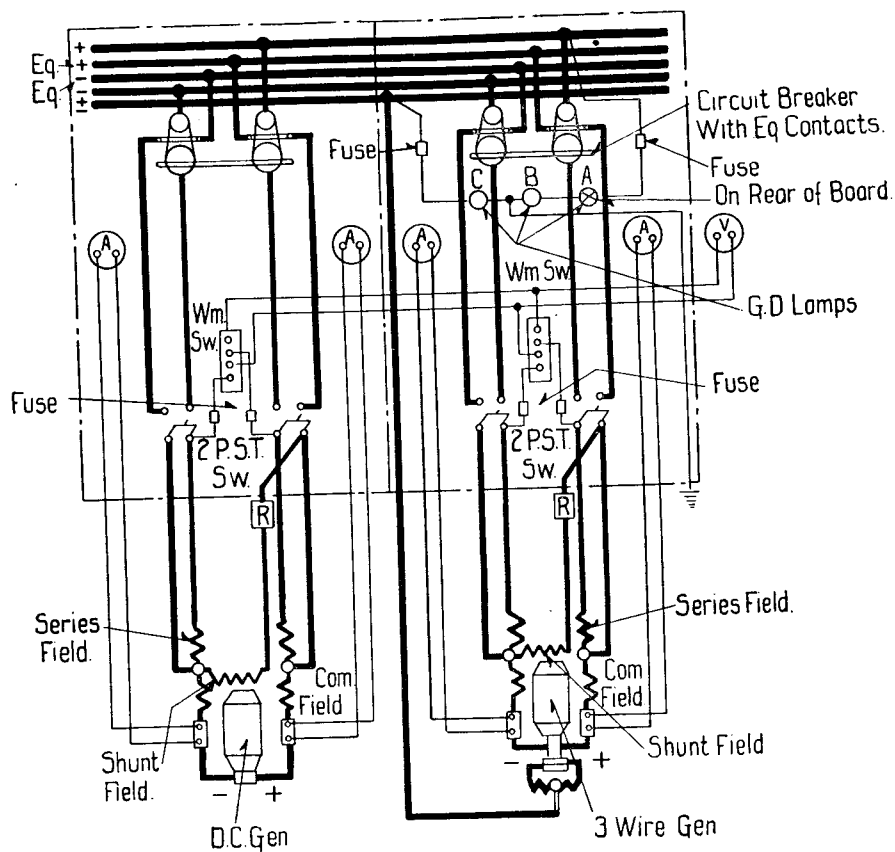 +
Eq. +
-
Eq. -
±
Circuit Breaker
With Eq Contacts.
Fuse
Fuse
C B A
On Rear of Board.
A
A
A
A
V
Wm Sw.
G.D Lamps
Wm.
Sw.
Fuse
Fuse
2 P.S.T.
Sw.
2 P.S.T.
Sw.
R
R
Series
Field.
Series Field.
Com
Field
Com
Field
Shunt
Field.
Shunt Field
- +
- +
D.C. Gen
3 Wire Gen